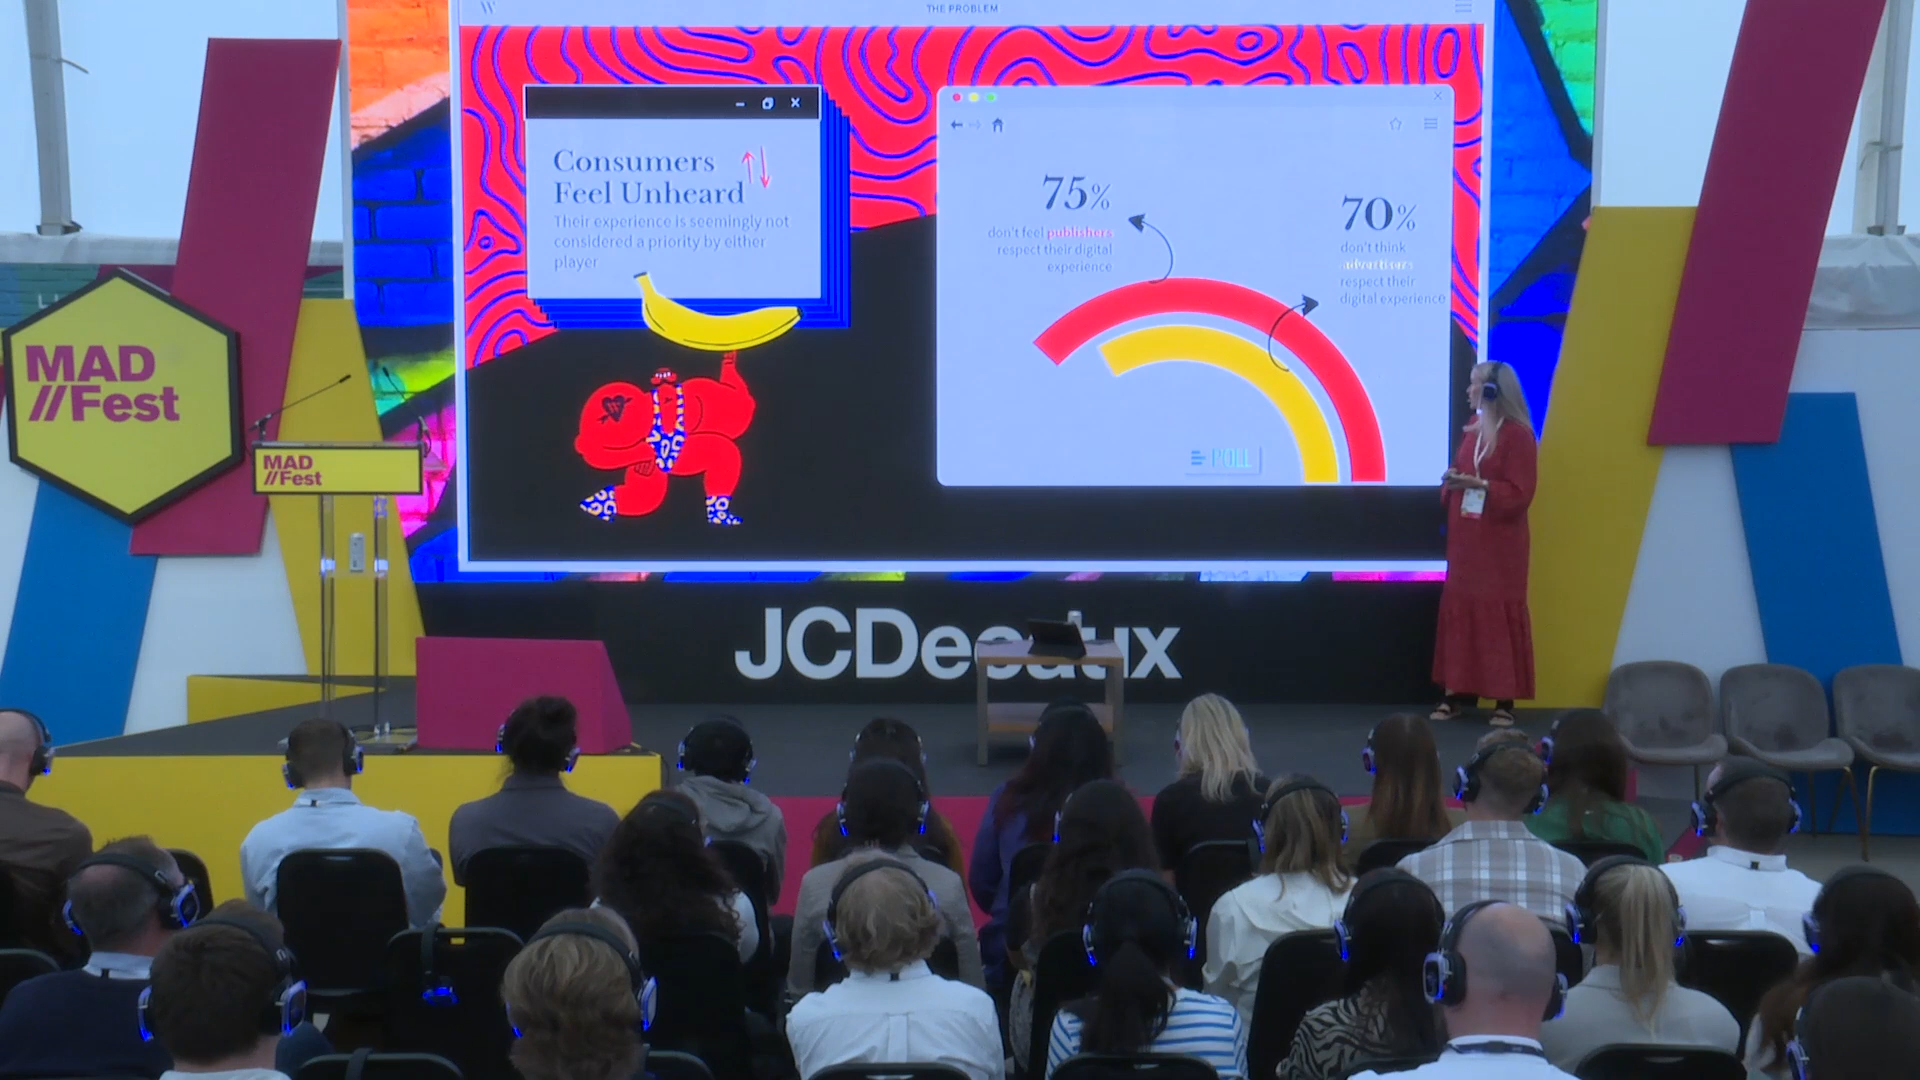 W
THE PROBLEM
Consumers
Feel Unheard
Their experience is seemingly not
considered a priority by either
player
75%
don't feel publishers
respect their digital
experience
70%
don't think
advertisers
respect their
digital experience
POLL
MAD
//Fest
MAD
//Fest
JCDecaux